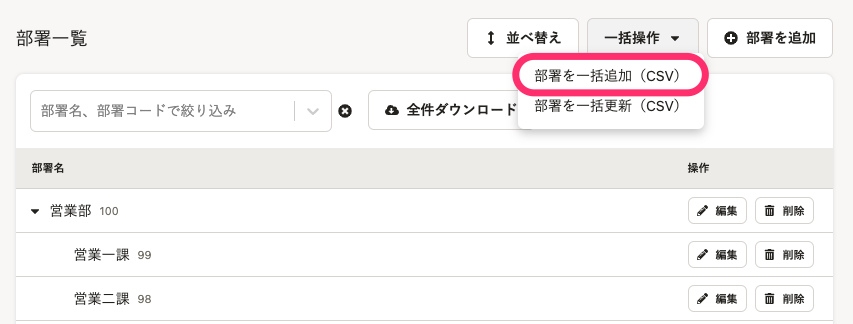 部署一覧
並べ替え
一括操作
部署を追加
部署を一括追加（CSV）
部署を一括更新（CSV）
部署名、部署コードで絞り込み
全件ダウンロード
部署名 操作
営業部 100 編集 削除
営業一課 99 編集 削除
営業二課 98 編集 削除